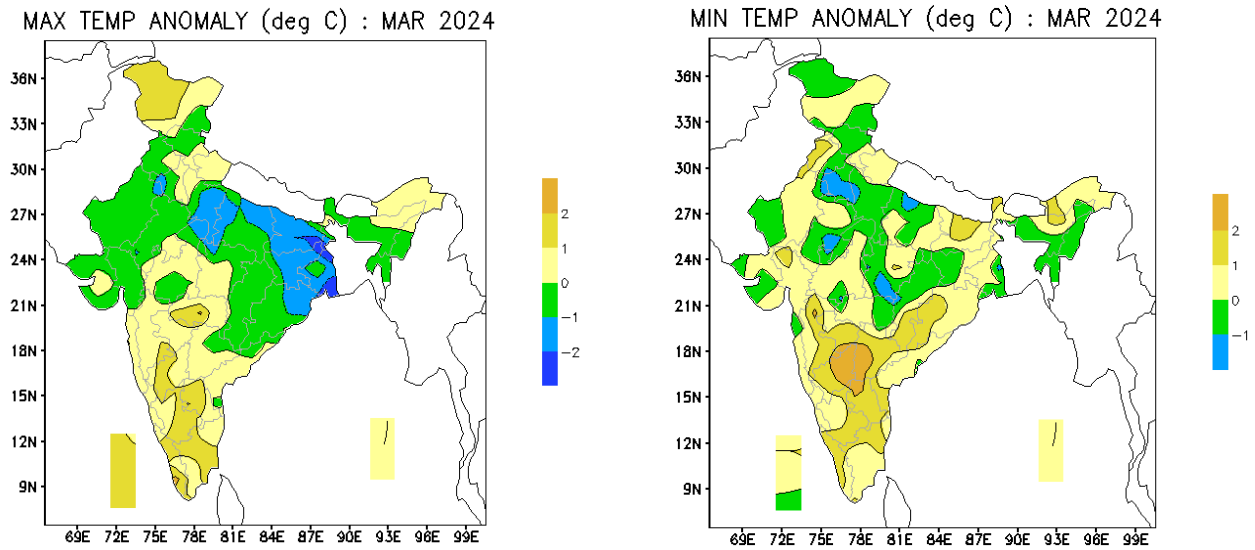 MAX TEMP ANOMALY (deg C) : MAR 2024
36N
33N
30N
27N
24N
21N
18N
15N
12N
9N
69E 72E 75E 78E 81E 84E 87E 90E 93E 96E 99E
2
1
0
−1
−2
MIN TEMP ANOMALY (deg C) : MAR 2024
36N
33N
30N
27N
24N
21N
18N
15N
12N
9N
69E 72E 75E 78E 81E 84E 87E 90E 93E 96E 99E
2
1
0
−1